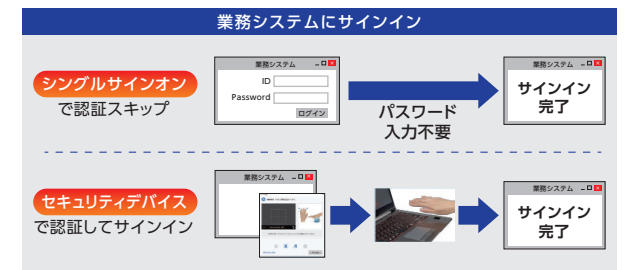 業務システムにサインイン
シングルサインオン
で認証スキップ
業務システム
ID
Password
ログイン
パスワード
入力不要
業務システム
サインイン
完了
セキュリティデバイス
で認証してサインイン
業務システム
業務システム
サインイン
完了